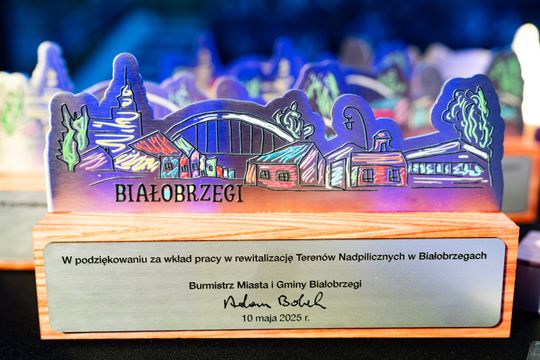 BIAŁOBRZEGI
W podziękowaniu za wkład pracy w rewitalizację Terenów Nadpilicznych w Białobrzegach
Burmistrz Miasta i Gminy Białobrzegi
Adam Bolek
10 maja 2025 r.